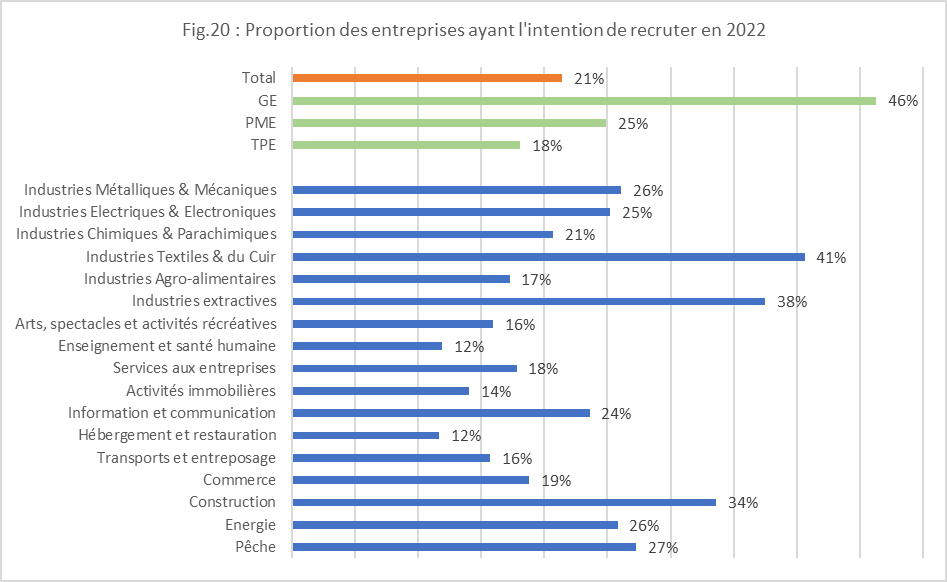 Fig.20 : Proportion des entreprises ayant l'intention de recruter en 2022
Total 21%
GE 46%
PME 25%
TPE 18%
Industries Métalliques & Mécaniques 26%
Industries Electriques & Electroniques 25%
Industries Chimiques & Parachimiques 21%
Industries Textiles & du Cuir 41%
Industries Agro-alimentaires 17%
Industries extractives 38%
Arts, spectacles et activités récréatives 16%
Enseignement et santé humaine 12%
Services aux entreprises 18%
Activités immobilières 14%
Information et communication 24%
Hébergement et restauration 12%
Transports et entreposage 16%
Commerce 19%
Construction 34%
Energie 26%
Pêche 27%